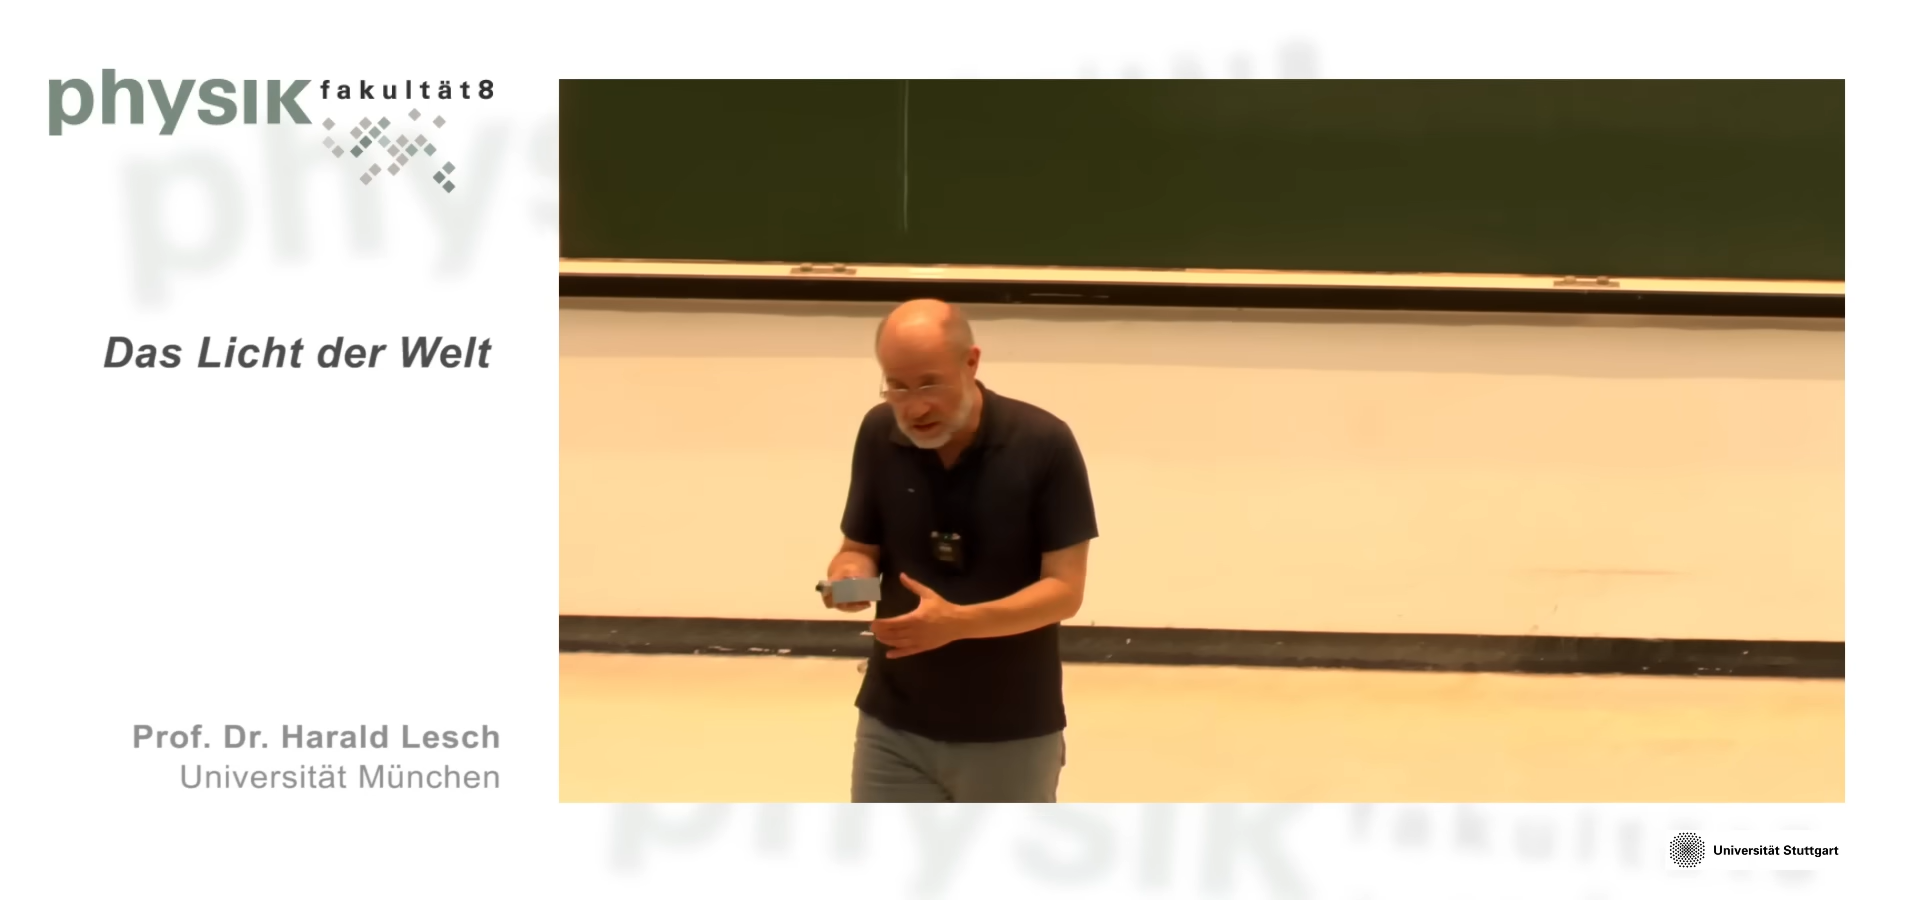 physik fakultät8
Das Licht der Welt
Prof. Dr. Harald Lesch
Universität München
Universität Stuttgart